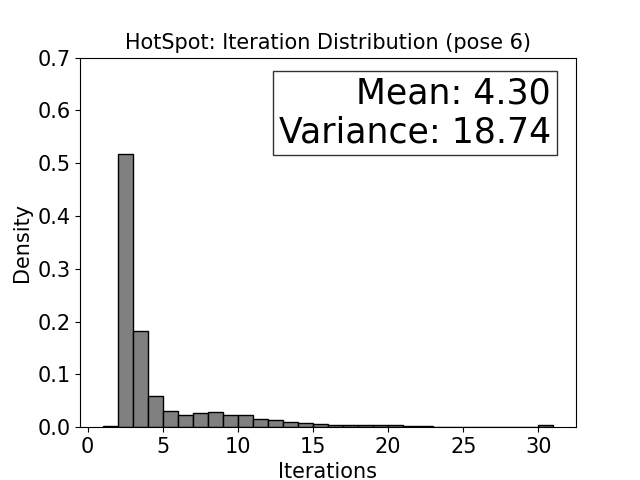 HotSpot: Iteration Distribution (pose 6)
Mean: 4.30
Variance: 18.74
Density
0.7
0.6
0.5
0.4
0.3
0.2
0.1
0.0
0 5 10 15 20 25 30
Iterations